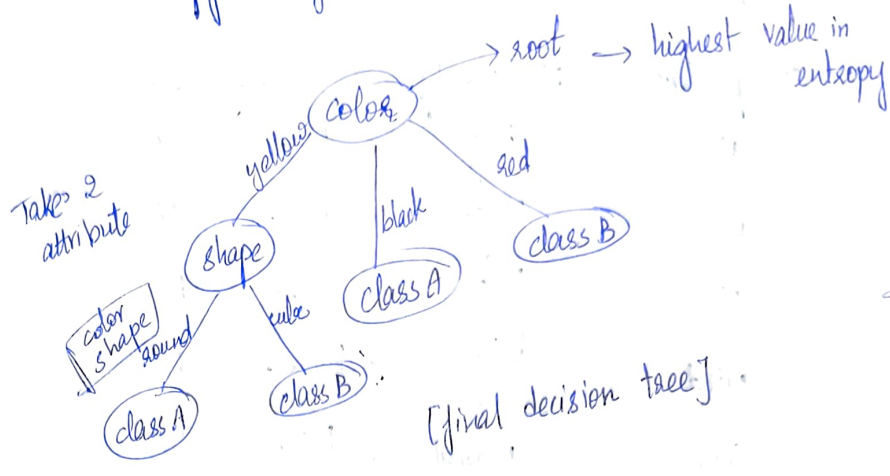 root → highest value in
entropy
color
yellow
red
black
Take 2
attribute
shape
class A
class B
color
shape
round
cube
class A
class B
[final decision tree]